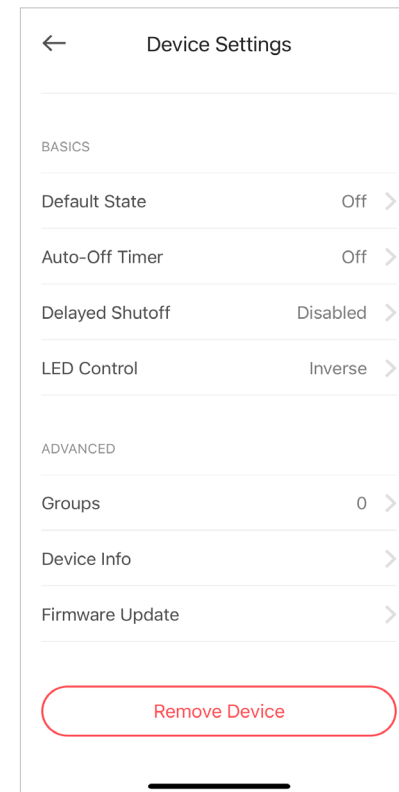 Device Settings
BASICS
Default State Off
Auto-Off Timer Off
Delayed Shutoff Disabled
LED Control Inverse
ADVANCED
Groups 0
Device Info
Firmware Update
Remove Device